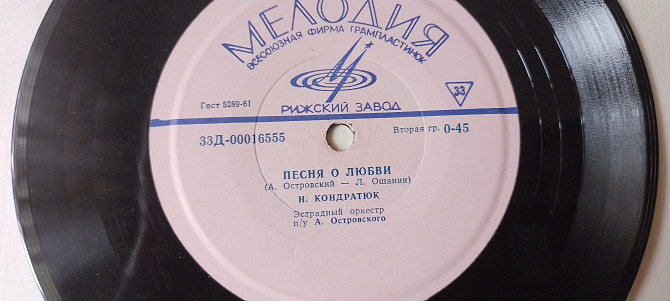 МЕЛОДИЯ
ВСЕСОЮЗНАЯ ФИРМА ГРАМПЛАСТИНОК
Гост 5289-61
33
РИЖСКИЙ ЗАВОД
33Д-00016555
Вторая гр. 0-45
ПЕСНЯ О ЛЮБВИ
(А. Островский — Л. Ошанин)
Н. КОНДРАТЮК
Эстрадный оркестр
п/у А. Островского